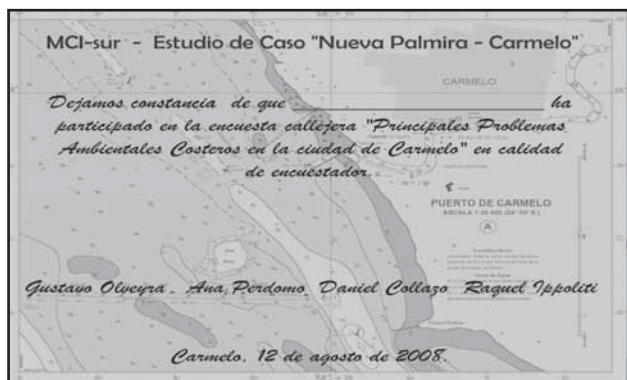 MCI-sur - Estudio de Caso "Nueva Palmira - Carmelo"
CARMELO
Dejamos constancia de que ______________________ ha
participado en la encuesta callejera "Principales Problemas
Ambientales Costeros en la ciudad de Carmelo" en calidad
de encuestador.
PUERTO DE CARMELO
A
Gustavo Olveyra. Ana Perdomo Daniel Collazo Raquel Ippoliti
Carmelo, 12 de agosto de 2008.